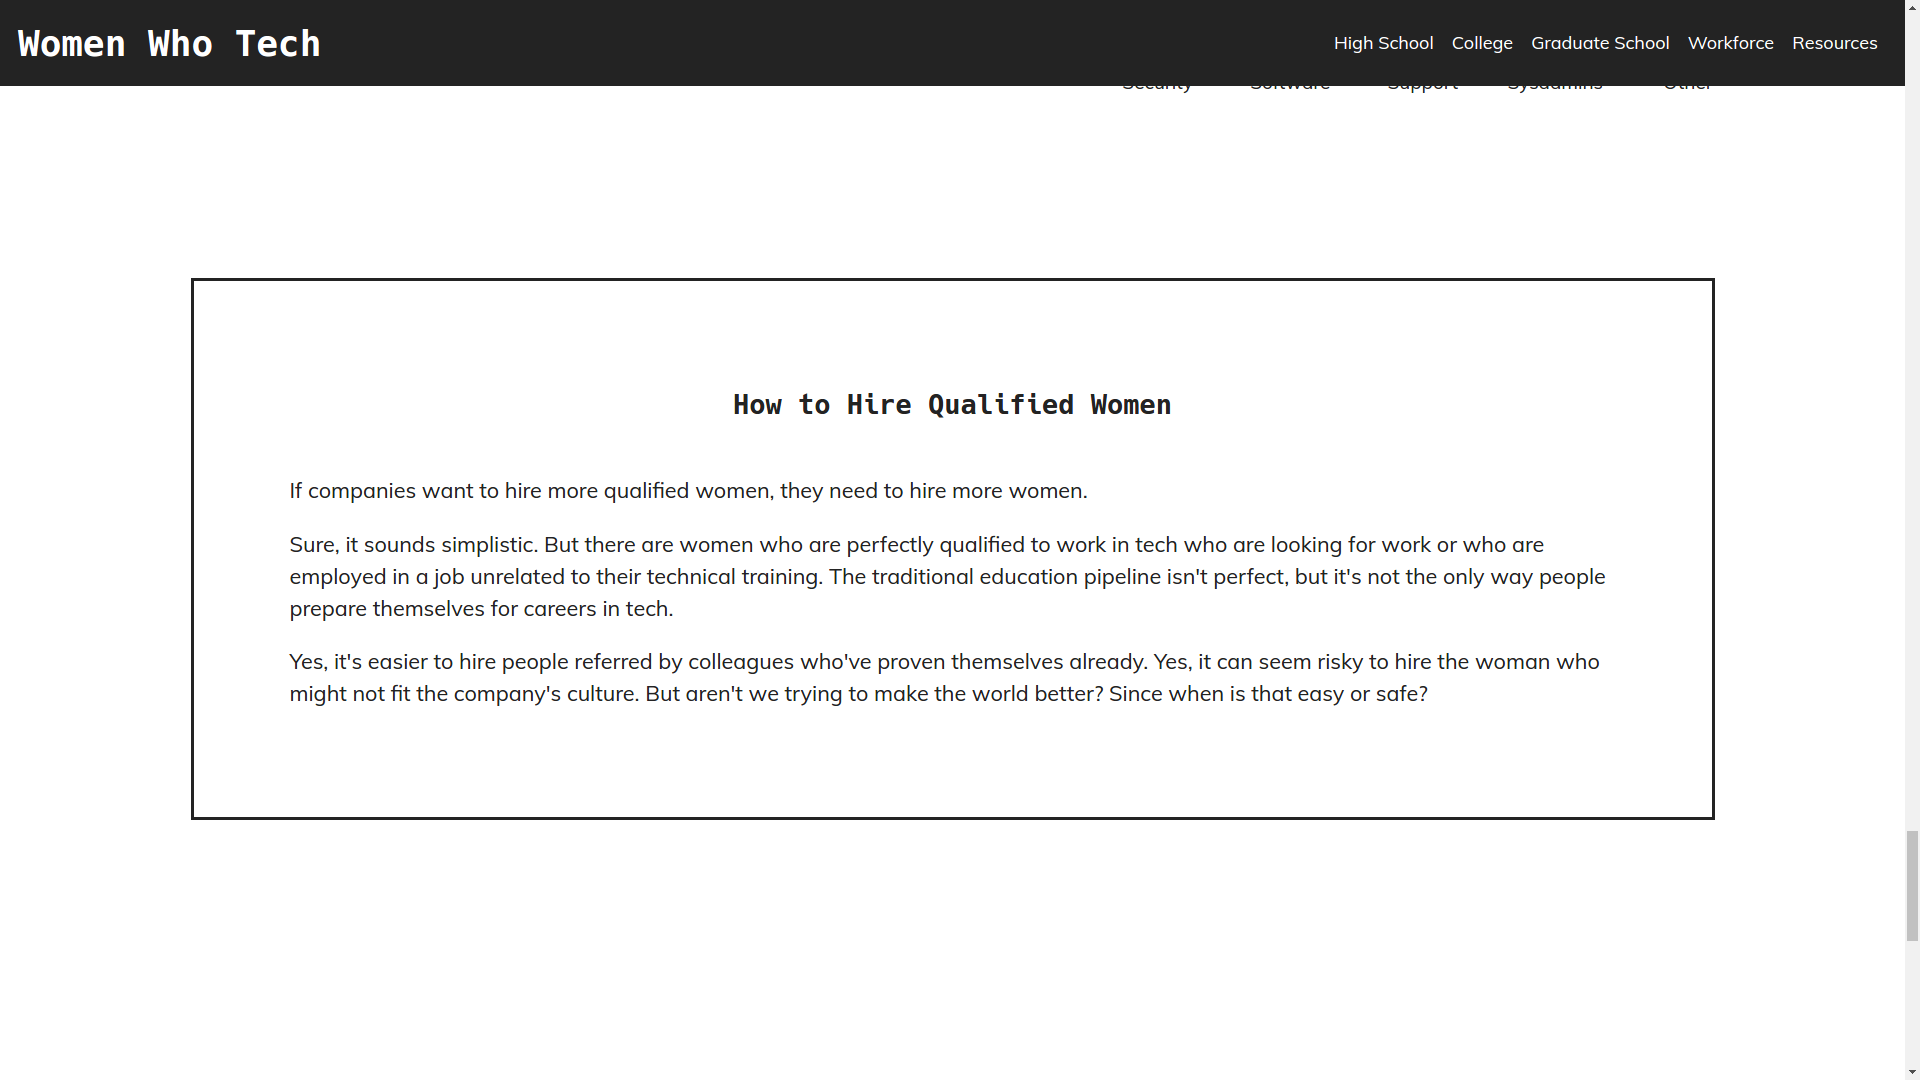 Women Who Tech
High School College Graduate School Workforce Resources
Security Software Support Sysadmins Other
How to Hire Qualified Women
If companies want to hire more qualified women, they need to hire more women.
Sure, it sounds simplistic. But there are women who are perfectly qualified to work in tech who are looking for work or who are
employed in a job unrelated to their technical training. The traditional education pipeline isn't perfect, but it's not the only way people
prepare themselves for careers in tech.
Yes, it's easier to hire people referred by colleagues who've proven themselves already. Yes, it can seem risky to hire the woman who
might not fit the company's culture. But aren't we trying to make the world better? Since when is that easy or safe?